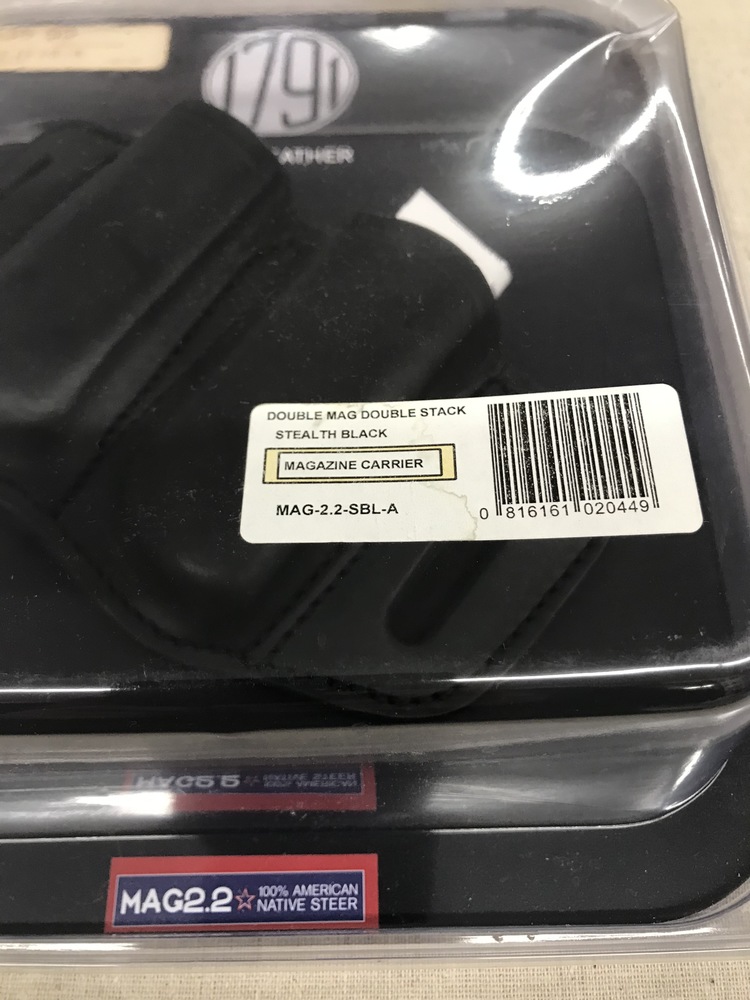 1791
DOUBLE MAG DOUBLE STACK
STEALTH BLACK
MAGAZINE CARRIER
MAG-2.2-SBL-A
0 816161 020449
MAG2.2 100% AMERICAN
NATIVE STEER